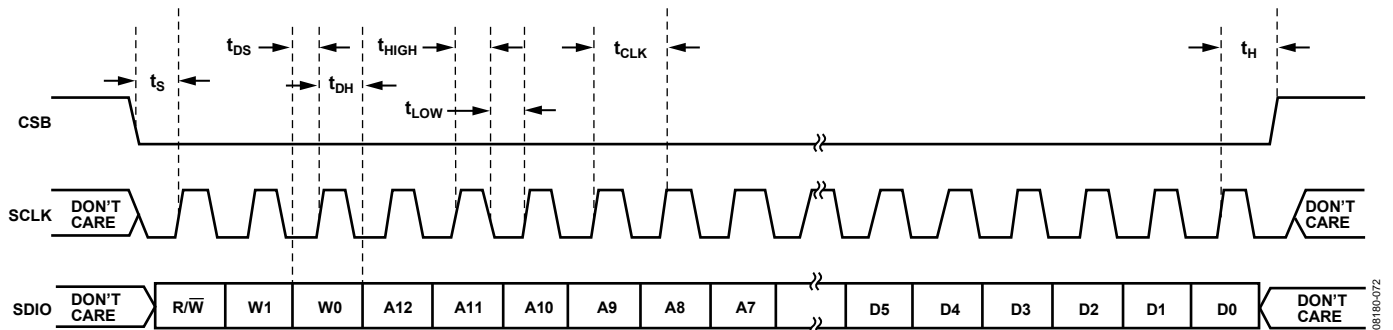 tDS
tHIGH
tCLK
tH
tS
tDH
tLOW
CSB
SCLK
DON'T
CARE
DON'T
CARE
SDIO
DON'T
CARE
R/W̅
W1
W0
A12
A11
A10
A9
A8
A7
D5
D4
D3
D2
D1
D0
DON'T
CARE
08180-072